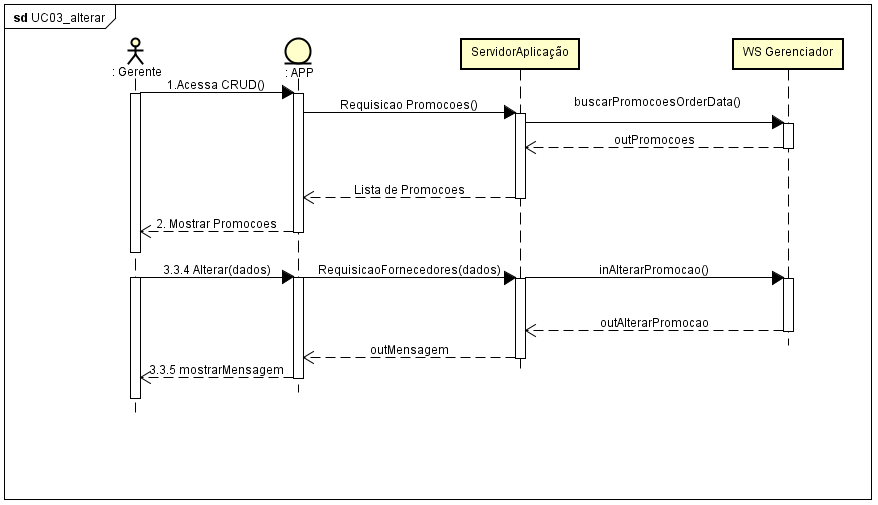 sd UC03_alterar
: Gerente
: APP
ServidorAplicação
WS Gerenciador
1.Acessa CRUD()
Requisicao Promocoes()
buscarPromocoesOrderData()
outPromocoes
Lista de Promocoes
2. Mostrar Promocoes
3.3.4 Alterar(dados)
RequisicaoFornecedores(dados)
inAlterarPromocao()
outAlterarPromocao
outMensagem
3.3.5 mostrarMensagem